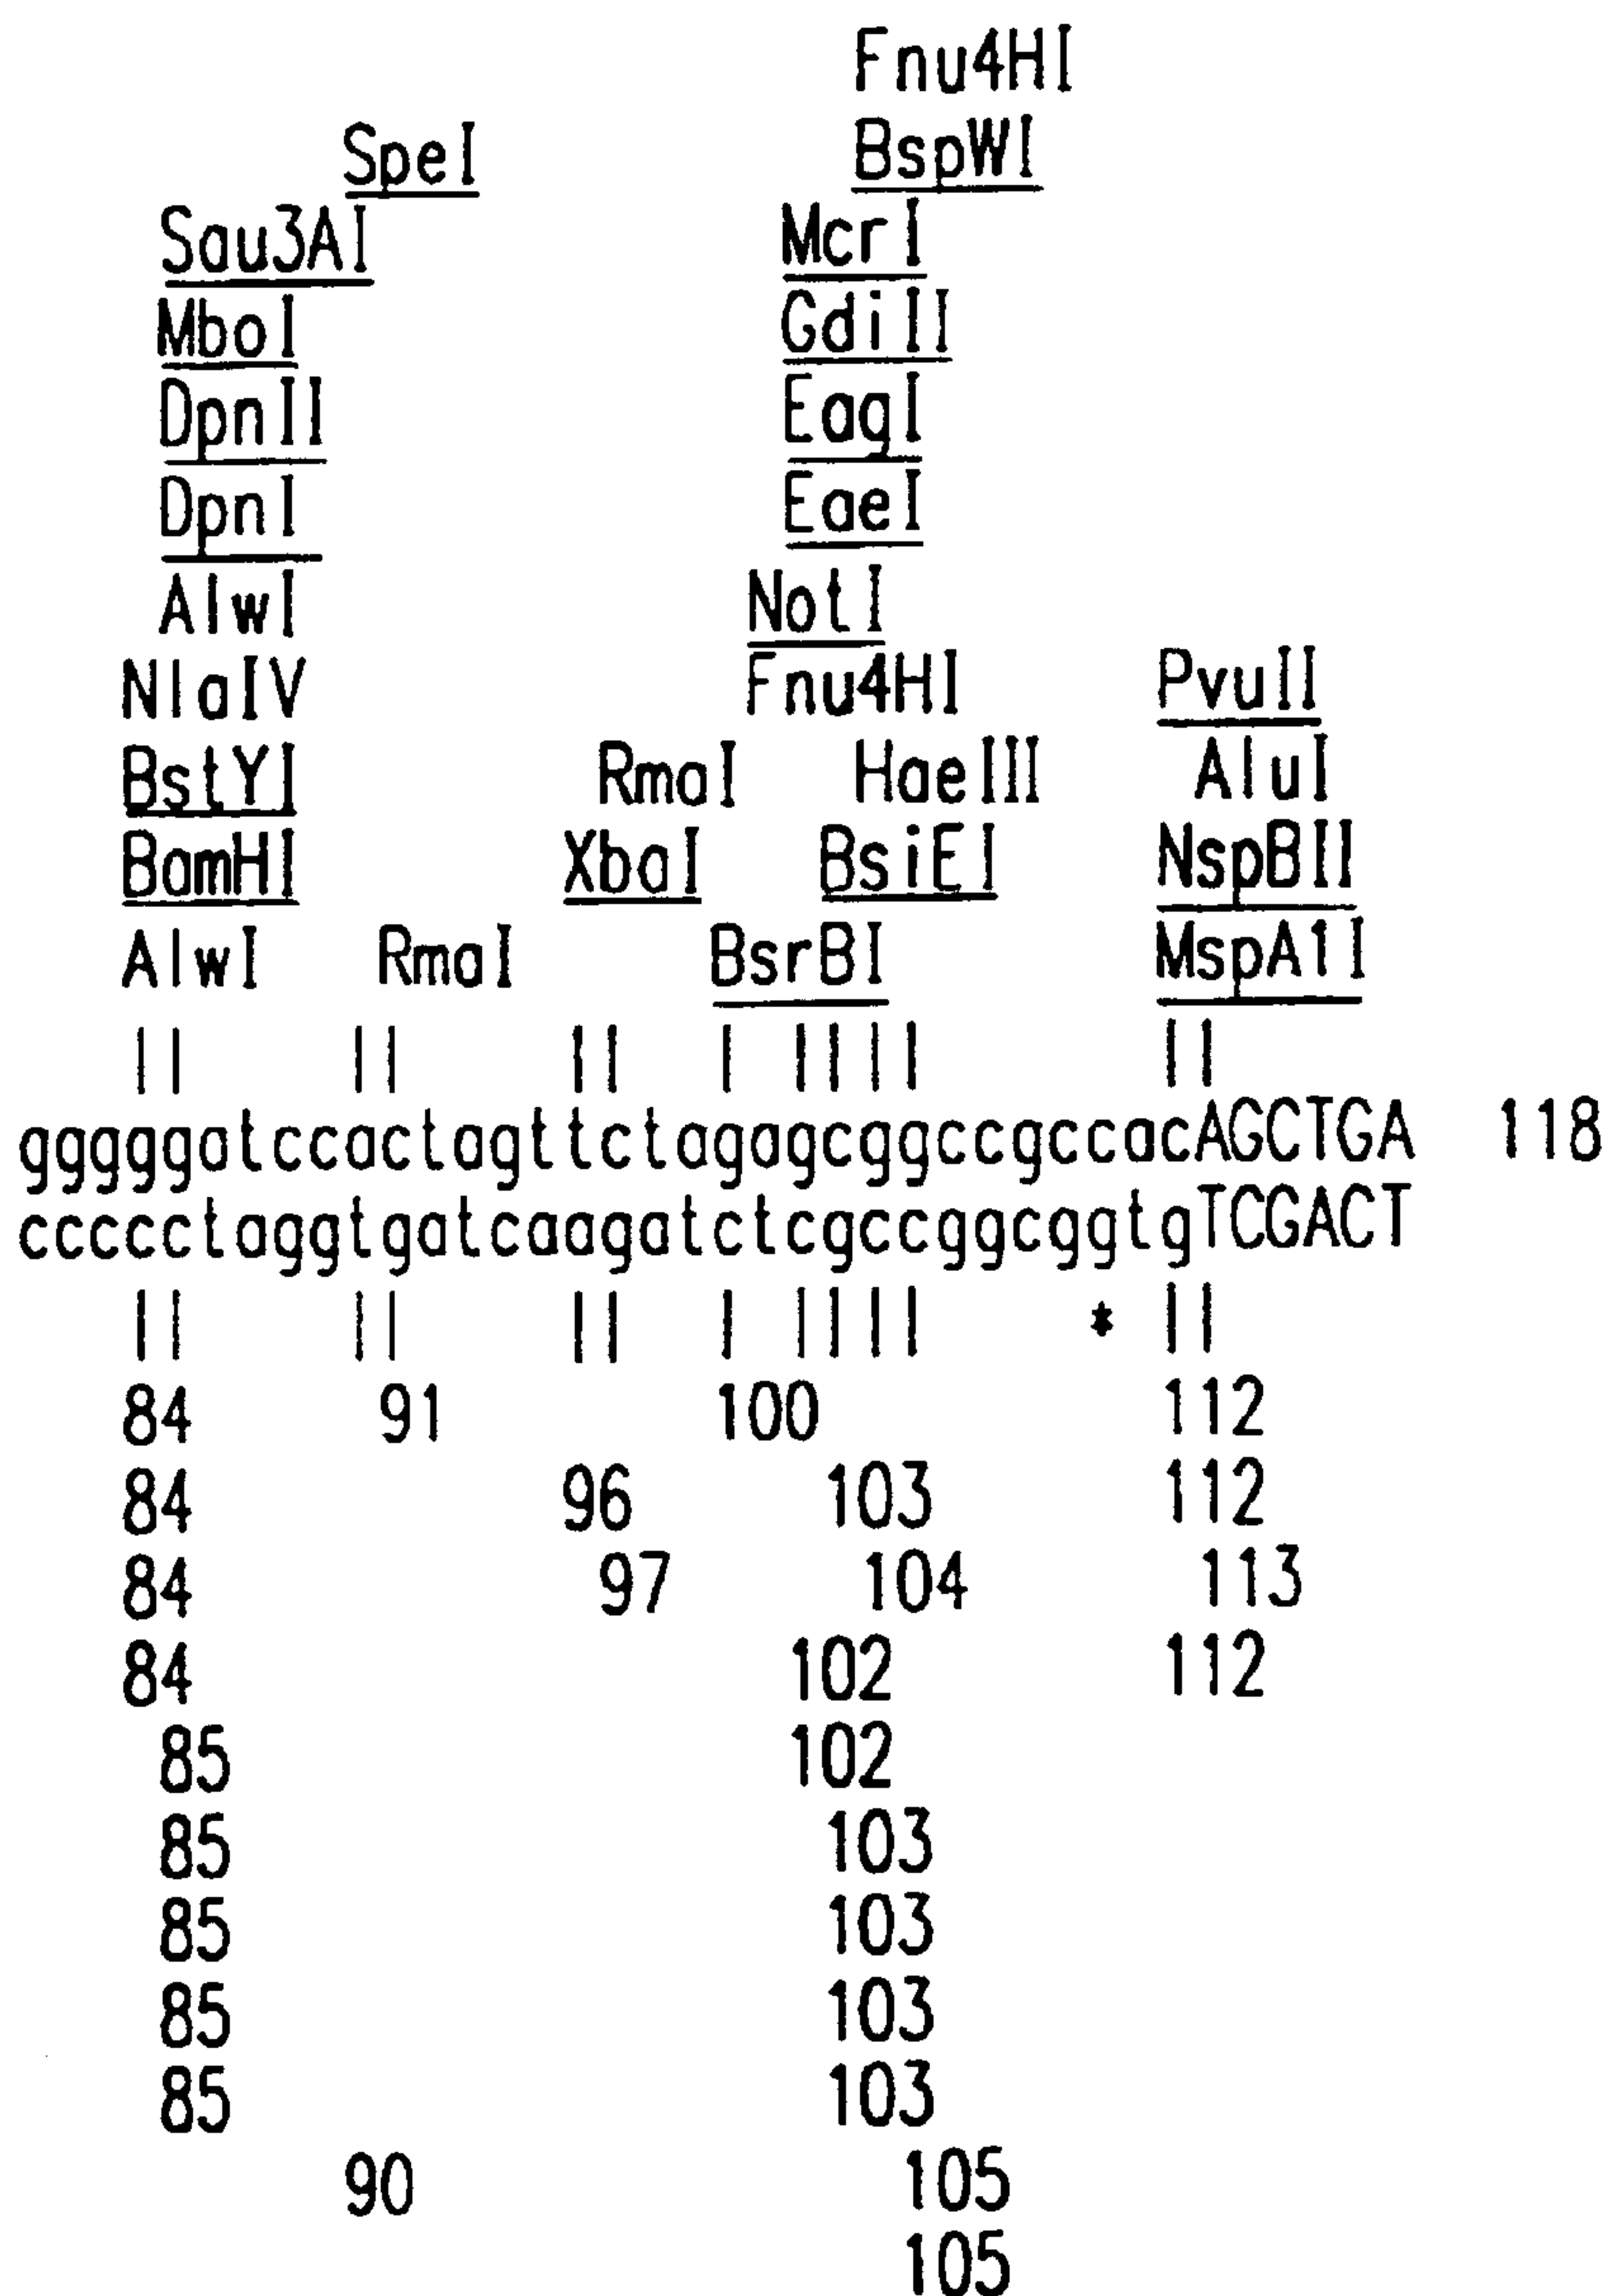 Fnu4HI
SpeI BspWI
Sau3AI McrI
MboI GdiII
DpnII EagI
DpnI EaeI
AlwI NotI
NlaIV Fnu4HI PvuII
BstYI RmaI HaeIII AluI
BamHI XbaI BsiEI NspBII
AlwI RmaI BsrBI MspA1I
gggggatccactagttctagagcggccgccacAGCTGA 118
ccccctaggtgatcaagatctcgccggcggtgTCGACT
*
84 91 100 112
84 96 103 112
84 97 104 113
84 102 112
85 102
85 103
85 103
85 103
85 103
90 105
105